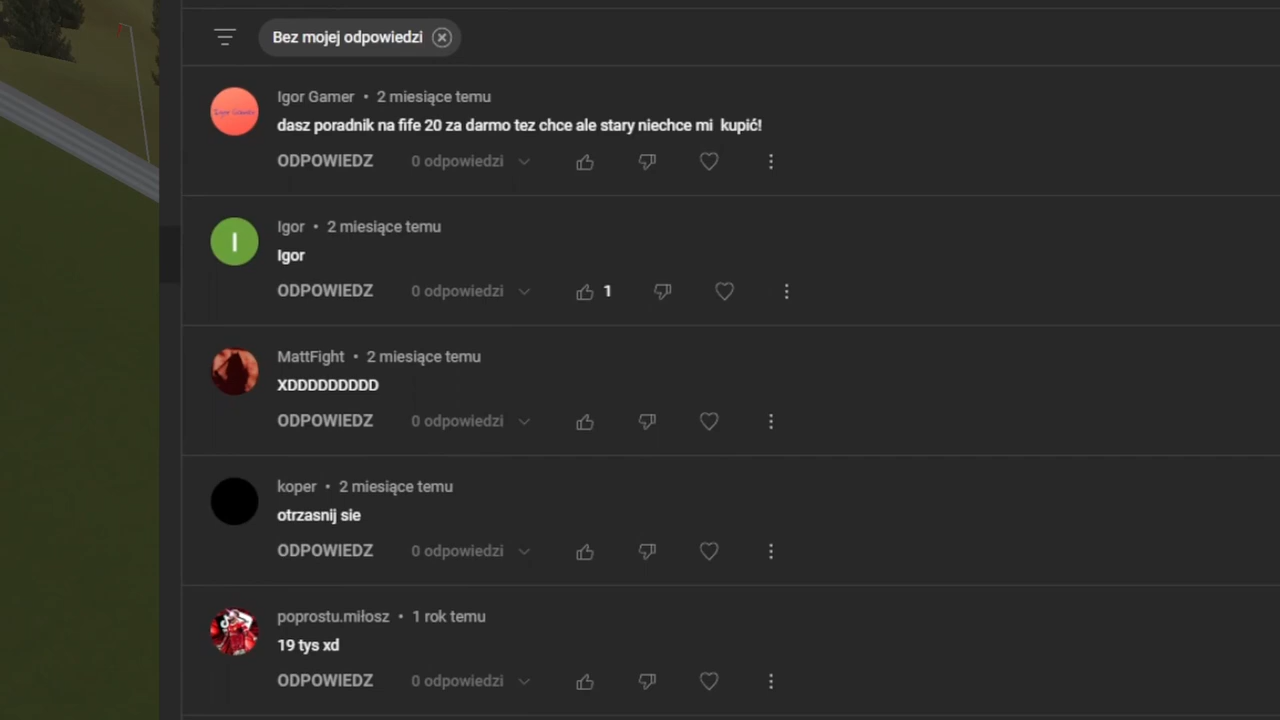 Bez mojej odpowiedzi
Igor Gamer • 2 miesiące temu
dasz poradnik na fife 20 za darmo tez chce ale stary niechce mi kupić!
ODPOWIEDZ 0 odpowiedzi
Igor • 2 miesiące temu
I
Igor
ODPOWIEDZ 0 odpowiedzi 1
MattFight • 2 miesiące temu
XDDDDDDDDD
ODPOWIEDZ 0 odpowiedzi
koper • 2 miesiące temu
otrzasnij sie
ODPOWIEDZ 0 odpowiedzi
poprostu.miłosz • 1 rok temu
19 tys xd
ODPOWIEDZ 0 odpowiedzi